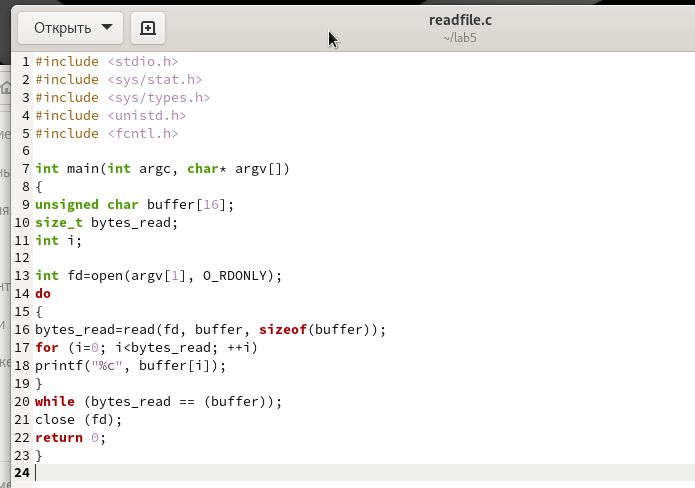 Открыть
readfile.c
~/lab5
1 #include <stdio.h>
2 #include <sys/stat.h>
3 #include <sys/types.h>
4 #include <unistd.h>
5 #include <fcntl.h>
6
7 int main(int argc, char* argv[])
8 {
9 unsigned char buffer[16];
10 size_t bytes_read;
11 int i;
12
13 int fd=open(argv[1], O_RDONLY);
14 do
15 {
16 bytes_read=read(fd, buffer, sizeof(buffer));
17 for (i=0; i<bytes_read; ++i)
18 printf("%c", buffer[i]);
19 }
20 while (bytes_read == (buffer));
21 close (fd);
22 return 0;
23 }
24